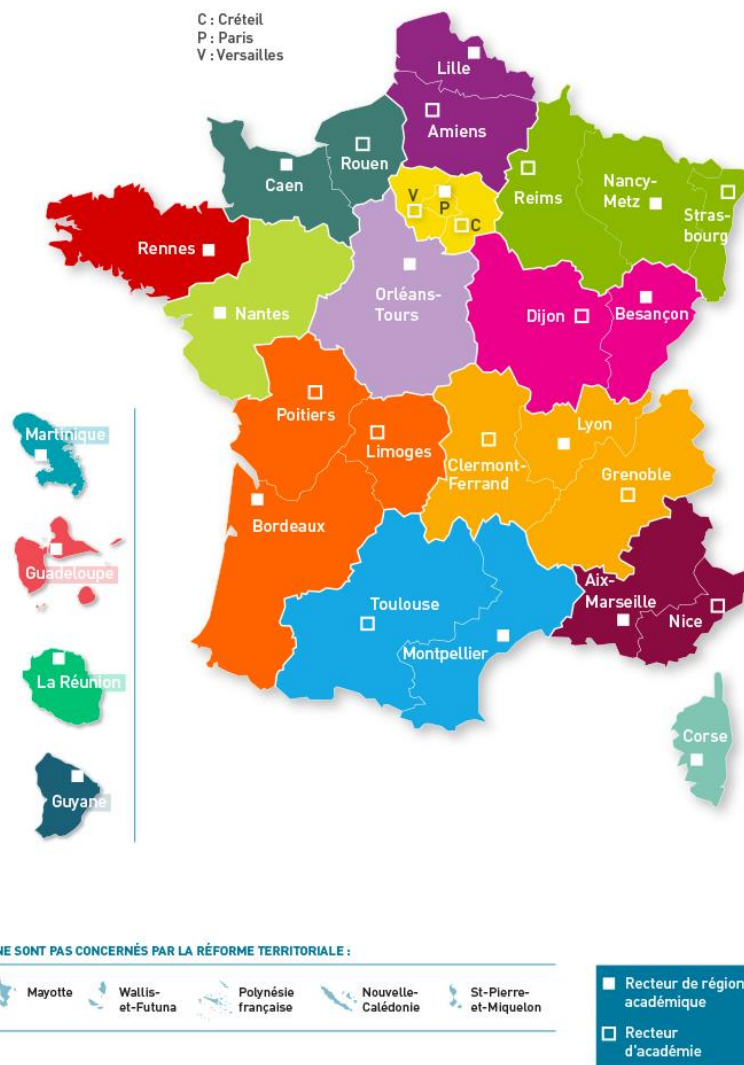 C : Créteil
P : Paris
V : Versailles
Lille
Amiens
Rouen
Caen
V
P
C
Reims
Nancy-
Metz
Stras-
bourg
Rennes
Nantes
Orléans-
Tours
Dijon
Besançon
Poitiers
Limoges
Clermont-
Ferrand
Lyon
Grenoble
Bordeaux
Toulouse
Montpellier
Aix-
Marseille
Nice
Corse
Martinique
Guadeloupe
La Réunion
Guyane
NE SONT PAS CONCERNÉS PAR LA RÉFORME TERRITORIALE :
Mayotte
Wallis-
et-Futuna
Polynésie
française
Nouvelle-
Calédonie
St-Pierre-
et-Miquelon
Recteur de région
académique
Recteur
d'académie